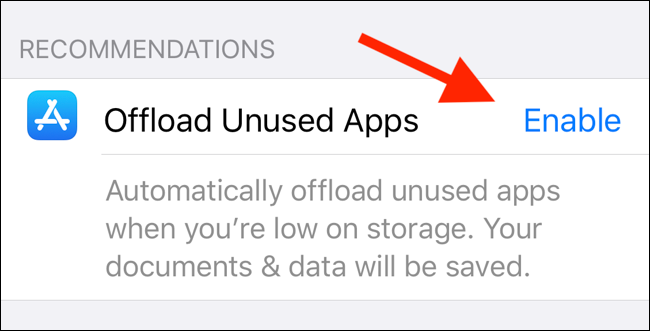 RECOMMENDATIONS
Offload Unused Apps Enable
Automatically offload unused apps
when you’re low on storage. Your
documents & data will be saved.